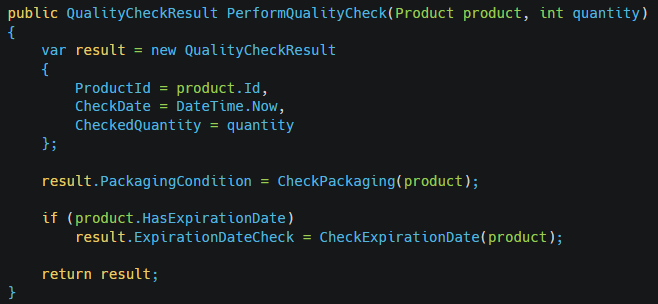 public QualityCheckResult PerformQualityCheck(Product product, int quantity)
{
    var result = new QualityCheckResult
    {
        ProductId = product.Id,
        CheckDate = DateTime.Now,
        CheckedQuantity = quantity
    };

    result.PackagingCondition = CheckPackaging(product);

    if (product.HasExpirationDate)
        result.ExpirationDateCheck = CheckExpirationDate(product);

    return result;
}